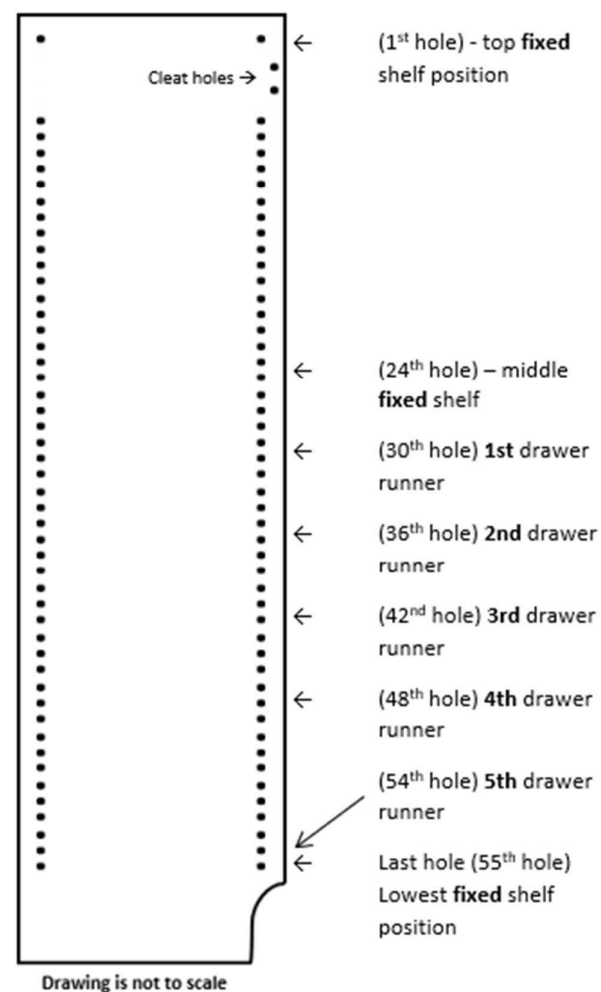 (1st hole) - top fixed
shelf position
Cleat holes →
(24th hole) – middle
fixed shelf
(30th hole) 1st drawer
runner
(36th hole) 2nd drawer
runner
(42nd hole) 3rd drawer
runner
(48th hole) 4th drawer
runner
(54th hole) 5th drawer
runner
Last hole (55th hole)
Lowest fixed shelf
position
Drawing is not to scale